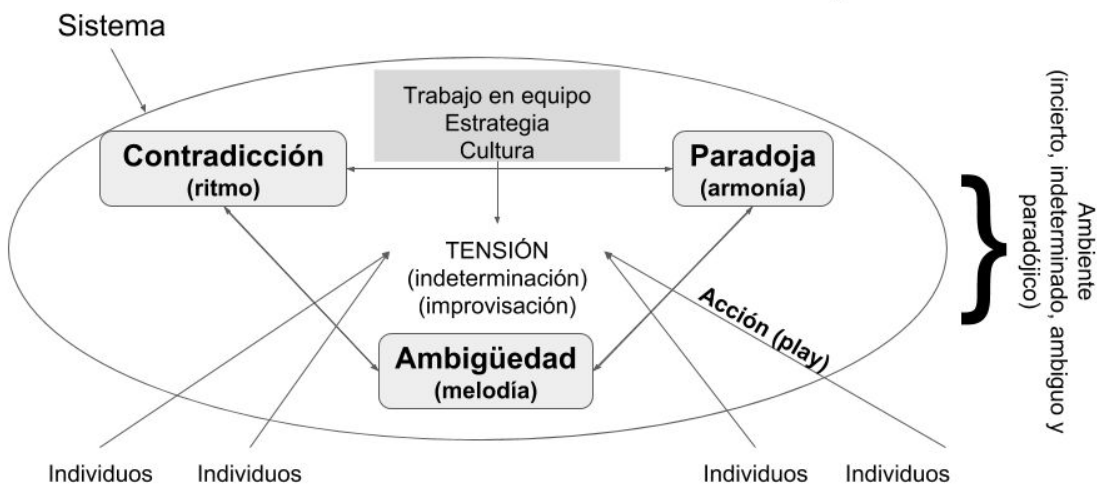 Sistema
Trabajo en equipo
Estrategia
Cultura
Contradicción
(ritmo)
Paradoja
(armonía)
TENSIÓN
(indeterminación)
(improvisación)
Acción (play)
Ambigüedad
(melodía)
Individuos
Individuos
Individuos
Individuos
Ambiente
(incierto, indeterminado, ambiguo y
paradójico)
}